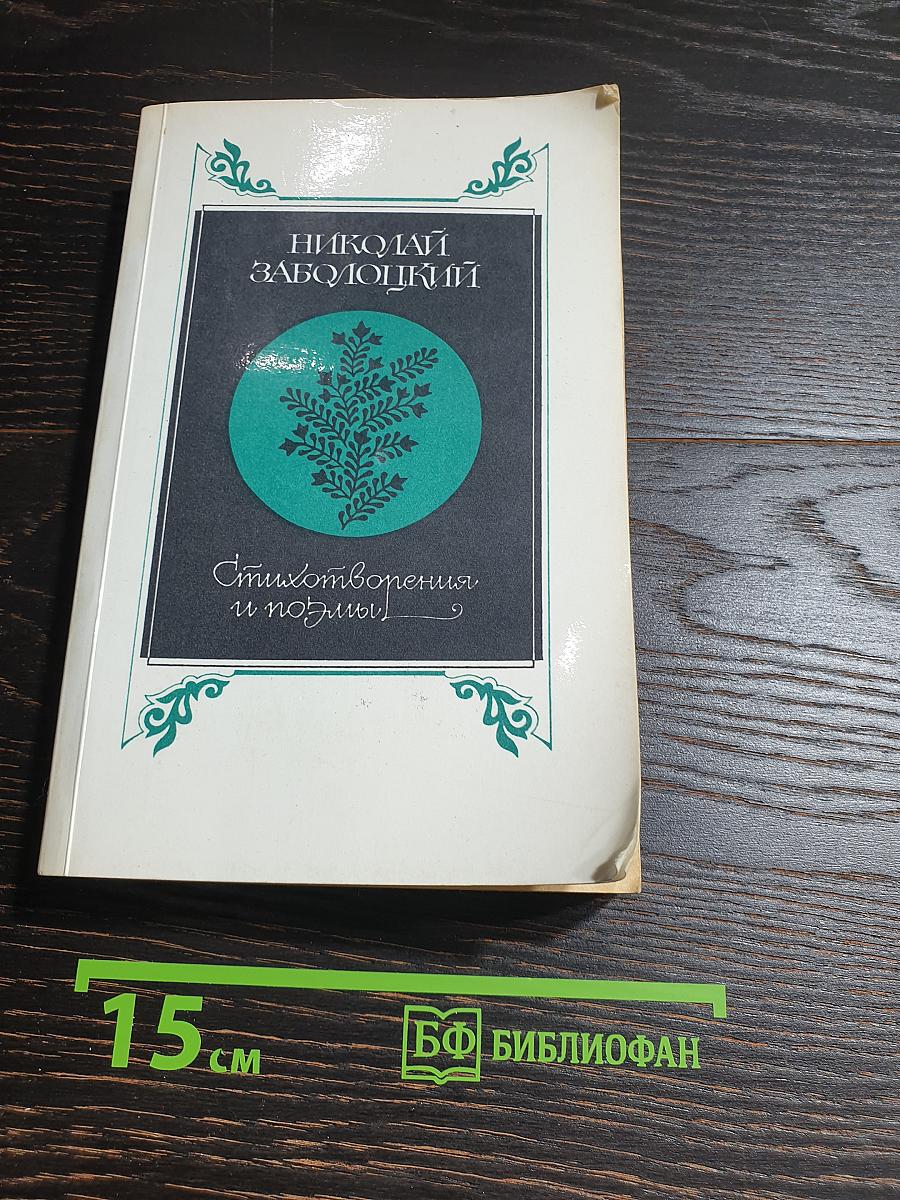 НИКОЛАЙ
ЗАБОЛОЦКИЙ
Стихотворения
и поэмы
15 см
БФ БИБЛИОФАН